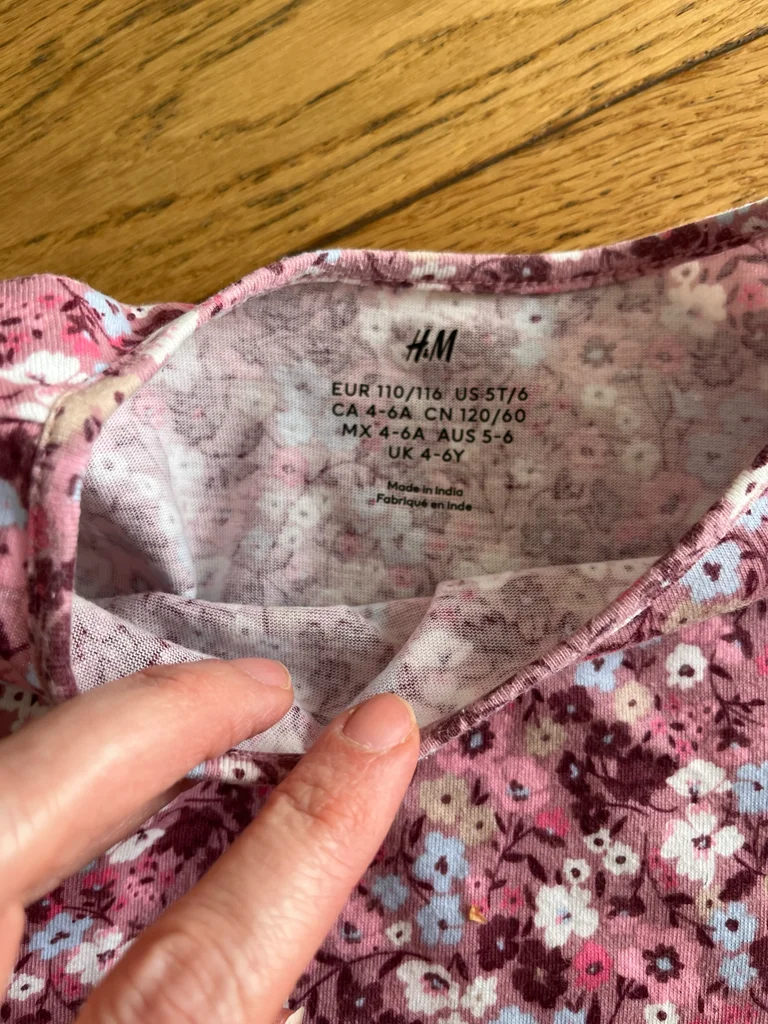 H&M
EUR 110/116 US 5T/6
CA 4-6A CN 120/60
MX 4-6A AUS 5-6
UK 4-6Y
Made in India
Fabriqué en Inde